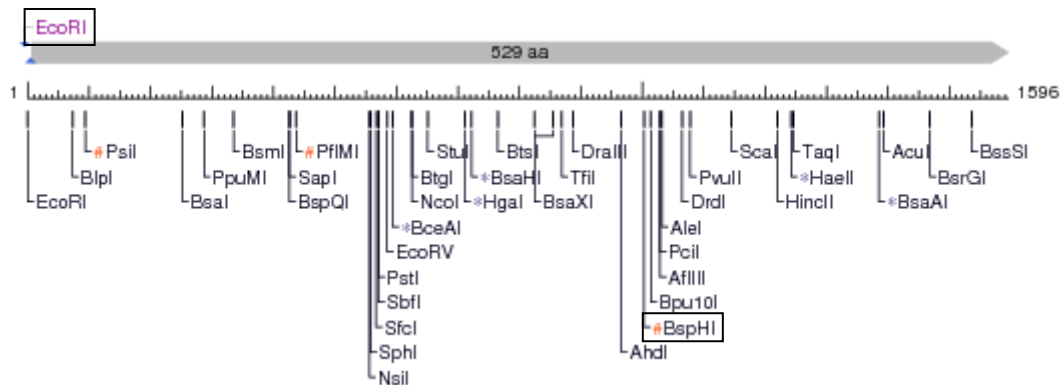 EcoRI
529 aa
1 1596
#PsiI BsmI #PflMI StuI BtsI DraIII ScaI TaqI AcuI BssSI
BlpI PpuMI SapI BtgI *BsaHI TfiI PvuII *HaeII BsrGI
EcoRI BsaI BspQI NcoI *HgaI BsaXI DrdI HincII *BsaAI
*BceAI AleI
EcoRV PciI
PstI AflIII
SbfI Bpu10I
SfcI #BspHI
SphI AhdI
NsiI